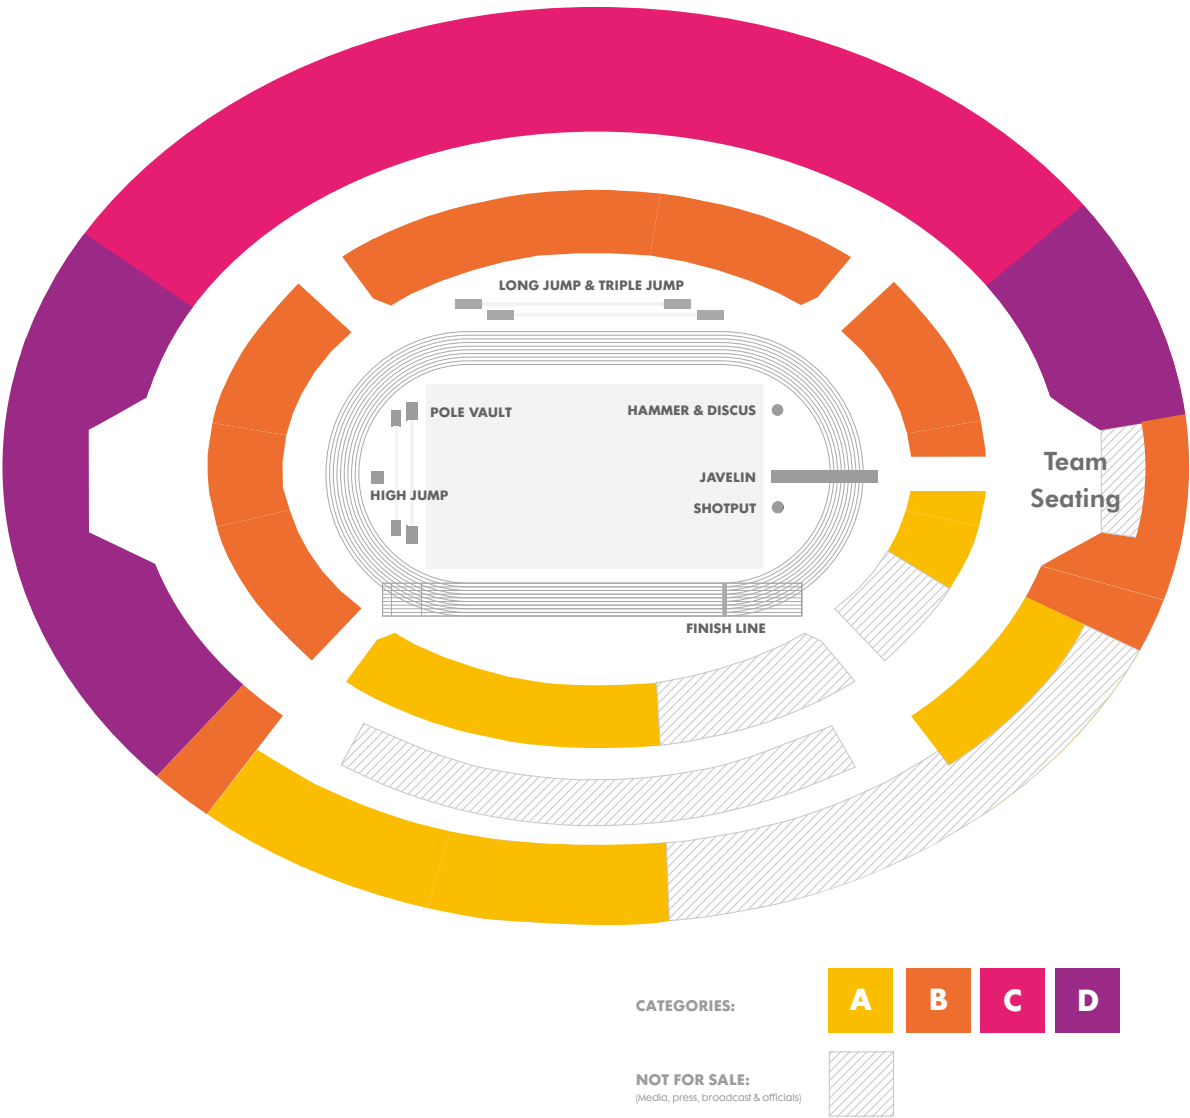 LONG JUMP & TRIPLE JUMP
POLE VAULT
HAMMER & DISCUS
Team
Seating
JAVELIN
HIGH JUMP
SHOTPUT
FINISH LINE
CATEGORIES:
A
B
C
D
NOT FOR SALE:
(Media, press, broadcast & officials)